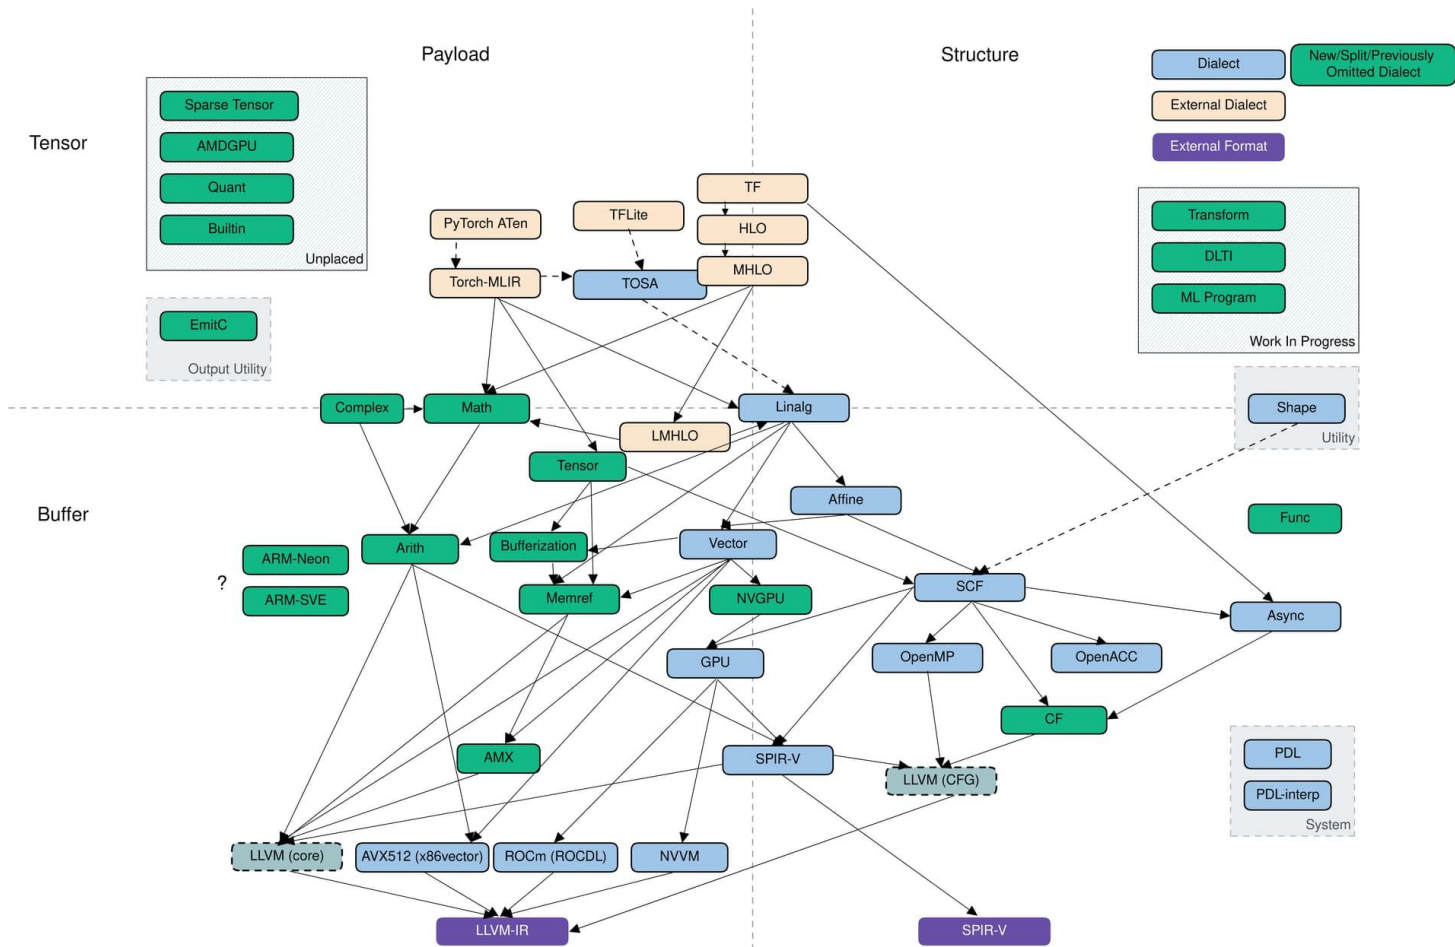 Payload
Structure
Dialect
New/Split/Previously
Omitted Dialect
External Dialect
External Format
Tensor
Sparse Tensor
AMDGPU
Quant
Builtin
Unplaced
TF
HLO
MHLO
PyTorch ATen
TFLite
Torch-MLIR
TOSA
Transform
DLTI
ML Program
Work In Progress
EmitC
Output Utility
Complex
Math
Linalg
Shape
Utility
LMHLO
Tensor
Affine
Buffer
Func
Arith
Bufferization
Vector
ARM-Neon
?
ARM-SVE
Memref
NVGPU
SCF
Async
GPU
OpenMP
OpenACC
CF
AMX
SPIR-V
LLVM (CFG)
PDL
PDL-interp
System
LLVM (core)
AVX512 (x86vector)
ROCm (ROCDL)
NVVM
LLVM-IR
SPIR-V